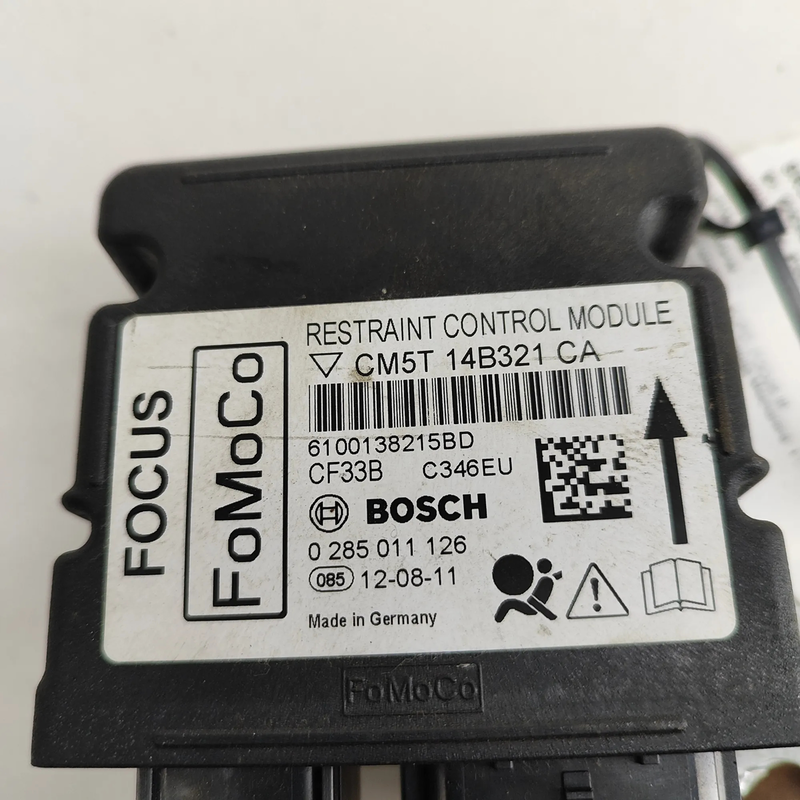 FOCUS
FoMoCo
RESTRAINT CONTROL MODULE
CM5T 14B321 CA
6100138215BD
CF33B C346EU
BOSCH
0 285 011 126
085 12-08-11
Made in Germany
FoMoCo